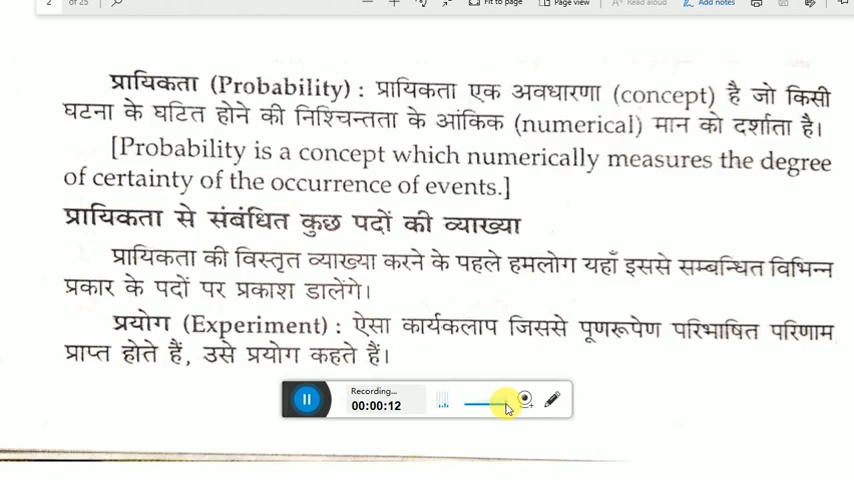 2 of 25 Fit to page Page view Read aloud Add notes
प्रायिकता (Probability) : प्रायिकता एक अवधारणा (concept) है जो किसी
घटना के घटित होने की निश्चिन्तता के आंकिक (numerical) मान को दर्शाता है।
[Probability is a concept which numerically measures the degree
of certainty of the occurrence of events.]
प्रायिकता से संबंधित कुछ पदों की व्याख्या
प्रायिकता की विस्तृत व्याख्या करने के पहले हमलोग यहाँ इससे सम्बन्धित विभिन्न
प्रकार के पदों पर प्रकाश डालेंगे।
प्रयोग (Experiment) : ऐसा कार्यकलाप जिससे पूणरूपेण परिभाषित परिणाम
प्राप्त होते हैं, उसे प्रयोग कहते हैं।
Recording...
00:00:12